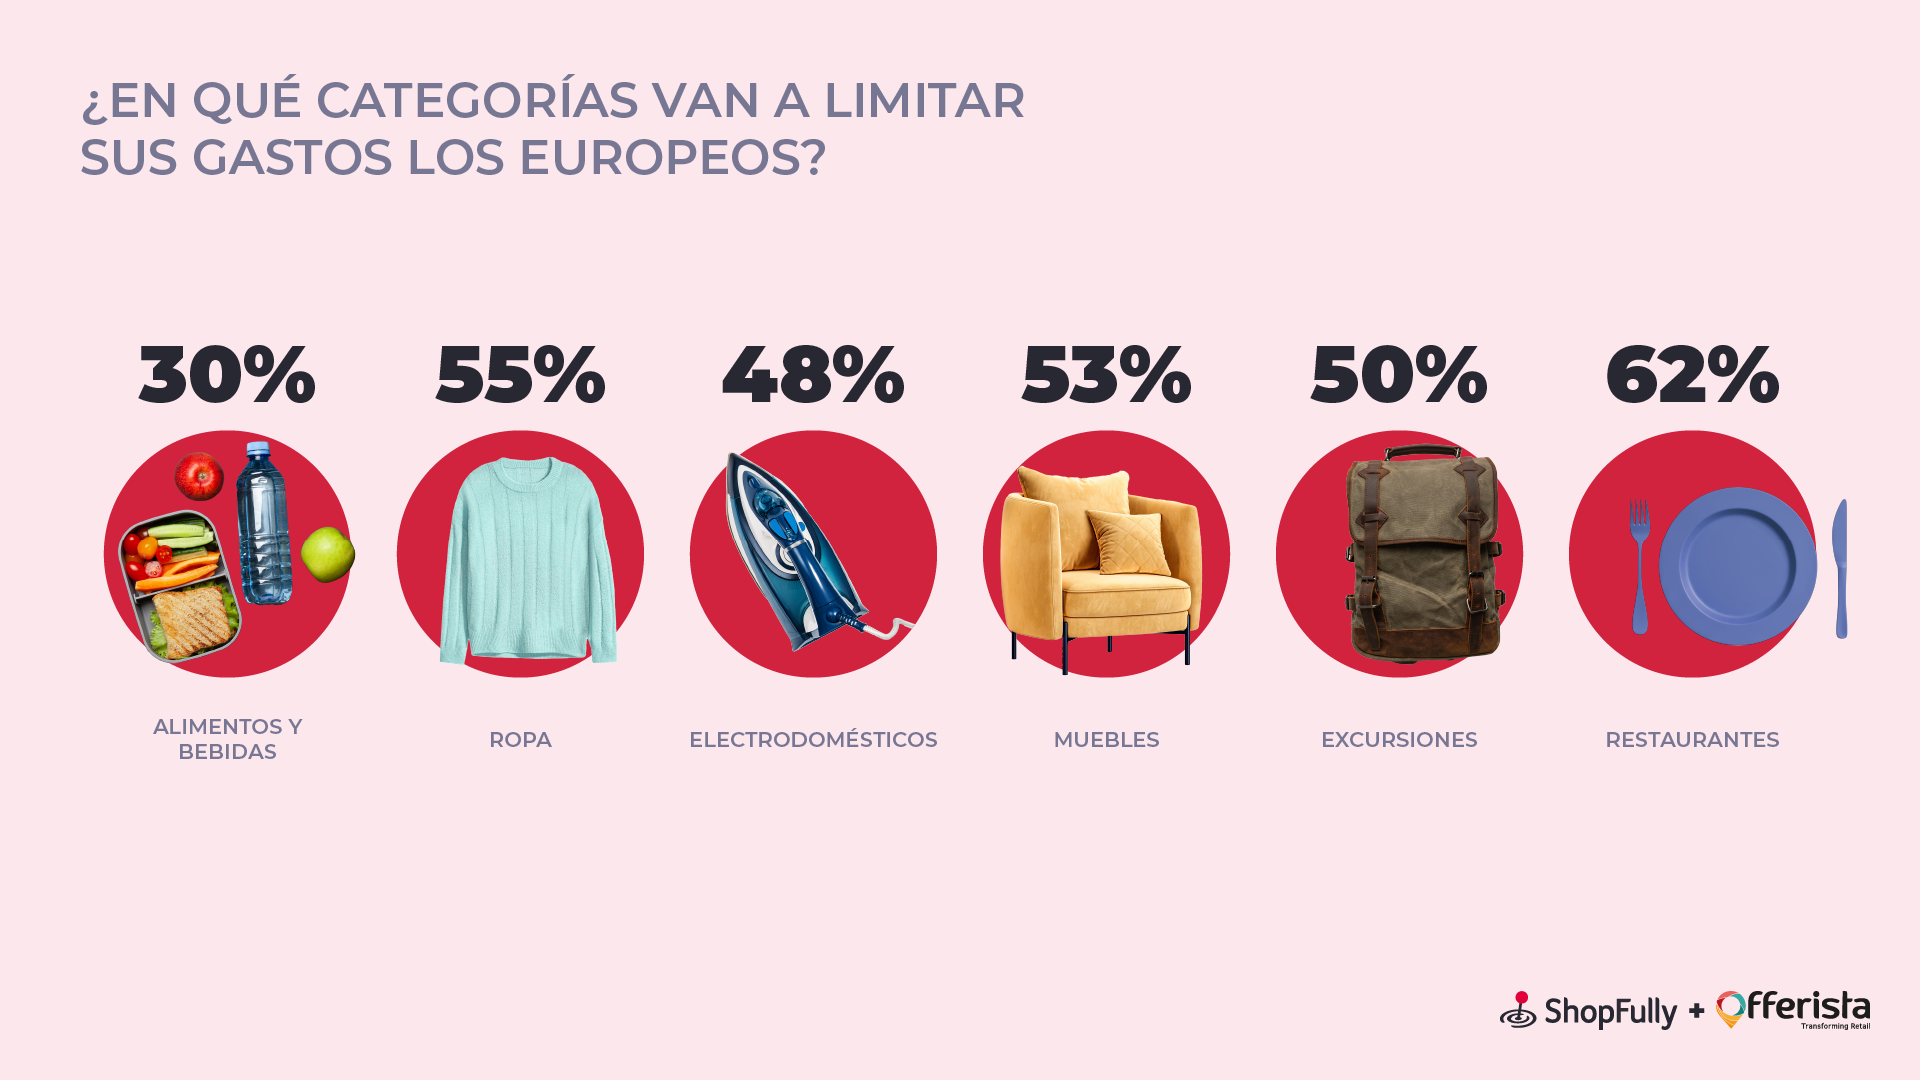 ¿EN QUÉ CATEGORÍAS VAN A LIMITAR
SUS GASTOS LOS EUROPEOS?
30%
55%
48%
53%
50%
62%
ALIMENTOS Y
BEBIDAS
ROPA
ELECTRODOMÉSTICOS
MUEBLES
EXCURSIONES
RESTAURANTES
ShopFully + Offerista
Transforming Retail